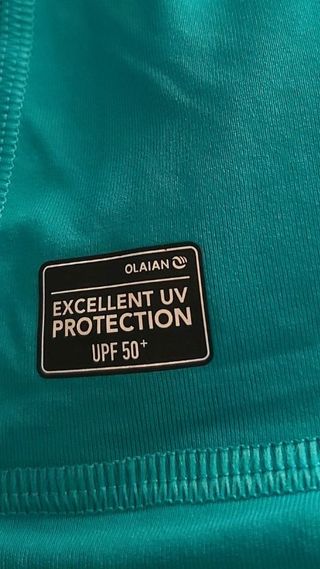 OLAIAN
EXCELLENT UV
PROTECTION
UPF 50+